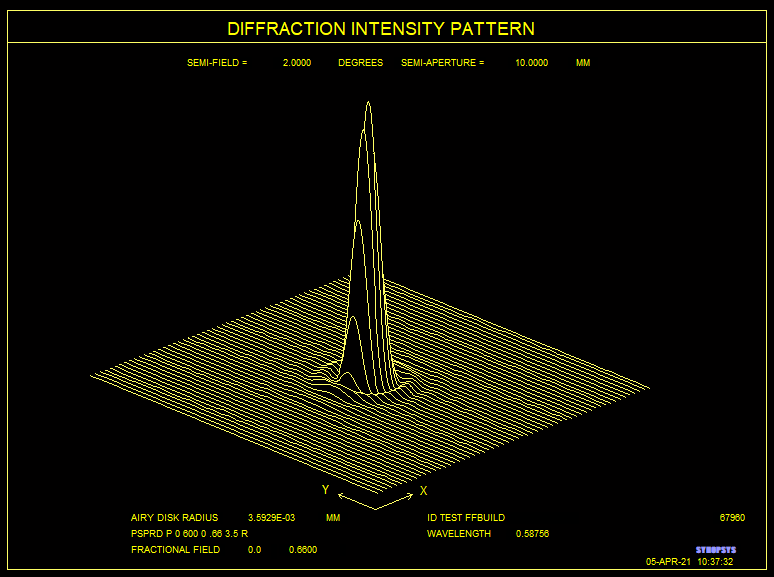 DIFFRACTION INTENSITY PATTERN
SEMI-FIELD = 2.0000 DEGREES SEMI-APERTURE = 10.0000 MM
Y X
AIRY DISK RADIUS 3.5929E-03 MM ID TEST FFBUILD 67960
PSPRD P 0 600 0 .66 3.5 R WAVELENGTH 0.58756
FRACTIONAL FIELD 0.0 0.6600 SYNOPSYS
05-APR-21 10:37:32